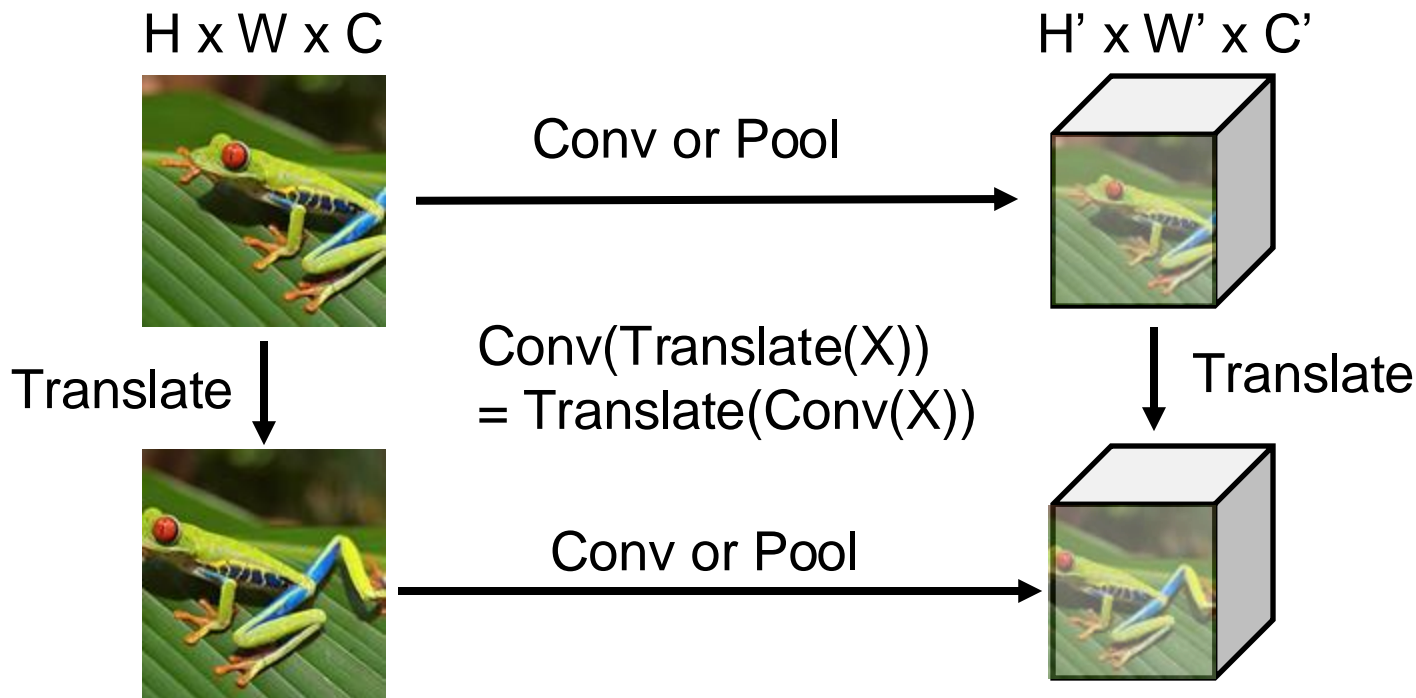 H x W x C
H’ x W’ x C’
Conv or Pool
Conv(Translate(X))
= Translate(Conv(X))
Translate
Translate
Conv or Pool